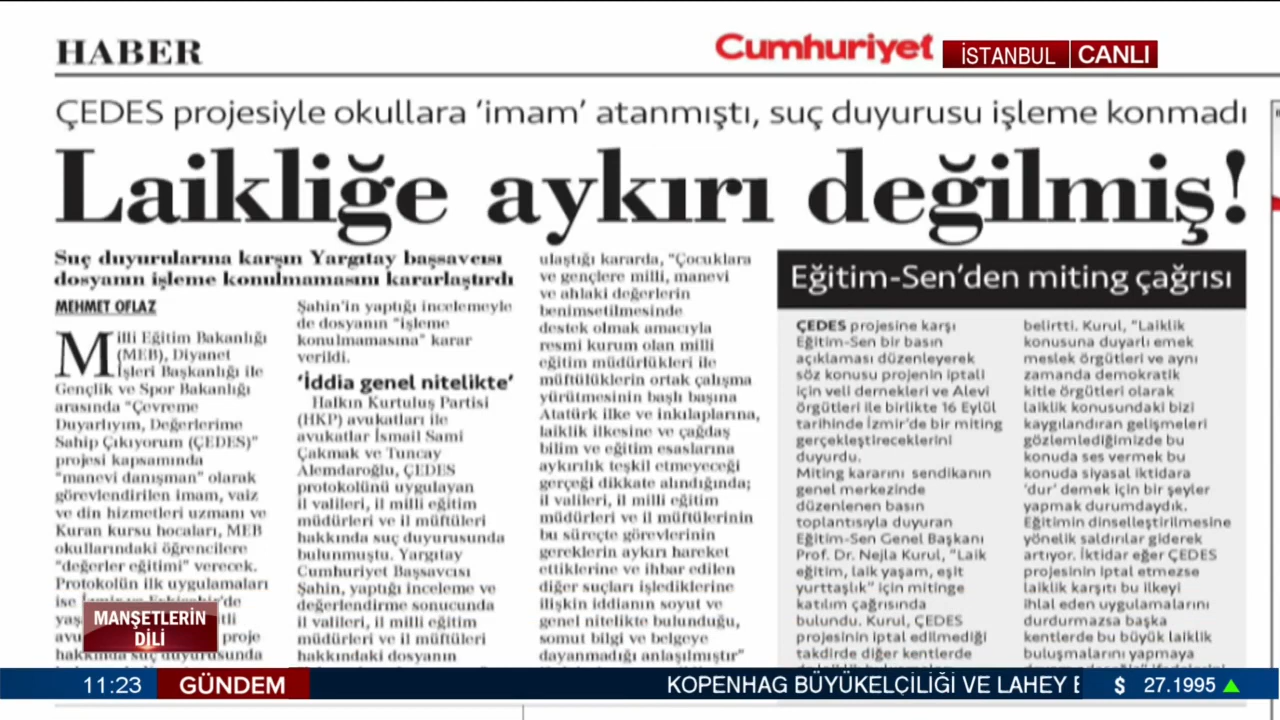 HABER
Cumhuriyet
İSTANBUL CANLI
ÇEDES projesiyle okullara ‘imam’ atanmıştı, suç duyurusu işleme konmadı
Laikliğe aykırı değilmiş!
Suç duyurularına karşın Yargıtay başsavcısı
dosyanın işleme konulmamasını kararlaştırdı
MEHMET OFLAZ
Milli Eğitim Bakanlığı
(MEB), Diyanet
İşleri Başkanlığı ile
Gençlik ve Spor Bakanlığı
arasında “Çevreme
Duyarlıyım, Değerlerime
Sahip Çıkıyorum (ÇEDES)”
projesi kapsamında
“manevi danışman” olarak
görevlendirilen imam, vaiz
ve din hizmetleri uzmanı ve
Kuran kursu hocaları, MEB
okullarındaki öğrencilere
“değerler eğitimi” verecek.
Protokolün ilk uygulamaları
ise
proje
hakkında suç duyurusunda
Şahin’in yaptığı incelemeyle
de dosyanın “işleme
konulmamasına” karar
verildi.
‘İddia genel nitelikte’
Halkın Kurtuluş Partisi
(HKP) avukatları ile
avukatlar İsmail Sami
Çakmak ve Tuncay
Alemdaroğlu, ÇEDES
protokolünü uygulayan
il valileri, il milli eğitim
müdürleri ve il müftüleri
hakkında suç duyurusunda
bulunmuştu. Yargıtay
Cumhuriyet Başsavcısı
Şahin, yaptığı inceleme ve
değerlendirme sonucunda
il valileri, il milli eğitim
müdürleri ve il müftüleri
hakkındaki dosyanın
ulaştığı kararda, “Çocuklara
ve gençlere milli, manevi
ve ahlaki değerlerin
benimsetilmesinde
destek olmak amacıyla
resmi kurum olan milli
eğitim müdürlükleri ile
müftülüklerin ortak çalışma
yürütmesinin başlı başına
Atatürk ilke ve inkılaplarına,
laiklik ilkesine ve çağdaş
bilim ve eğitim esaslarına
aykırılık teşkil etmeyeceği
gerçeği dikkate alındığında;
il valileri, il milli eğitim
müdürleri ve il müftülerinin
bu süreçte görevlerinin
gereklerin aykırı hareket
ettiklerine ve ihbar edilen
diğer suçları işlediklerine
ilişkin iddianın soyut ve
genel nitelikte bulunduğu,
somut bilgi ve belgeye
dayanmadığı anlaşılmıştır”
Eğitim-Sen’den miting çağrısı
ÇEDES projesine karşı
Eğitim-Sen bir basın
açıklaması düzenleyerek
söz konusu projenin iptali
için veli dernekleri ve Alevi
örgütleri ile birlikte 16 Eylül
tarihinde İzmir’de bir miting
gerçekleştireceklerini
duyurdu.
Miting kararını sendikanın
genel merkezinde
düzenlenen basın
toplantısıyla duyuran
Eğitim-Sen Genel Başkanı
Prof. Dr. Nejla Kurul, “Laik
eğitim, laik yaşam, eşit
yurttaşlık” için mitinge
katılım çağrısında
bulundu. Kurul, ÇEDES
projesinin iptal edilmediği
takdirde diğer kentlerde
belirtti. Kurul, “Laiklik
konusuna duyarlı emek
meslek örgütleri ve aynı
zamanda demokratik
kitle örgütleri olarak
laiklik konusundaki bizi
kaygılandıran gelişmeleri
gözlemlediğimizde bu
konuda ses vermek bu
konuda siyasal iktidara
‘dur’ demek için bir şeyler
yapmak durumdaydık.
Eğitimin dinselleştirilmesine
yönelik saldırılar giderek
artıyor. İktidar eğer ÇEDES
projesinin iptal etmezse
laiklik karşıtı bu ilkeyi
ihlal eden uygulamalarını
durdurmazsa başka
kentlerde bu büyük laiklik
buluşmalarını yapmaya
MANŞETLERİN
DİLİ
11:23 GÜNDEM KOPENHAG BÜYÜKELÇİLİĞİ VE LAHEY $ 27.1995